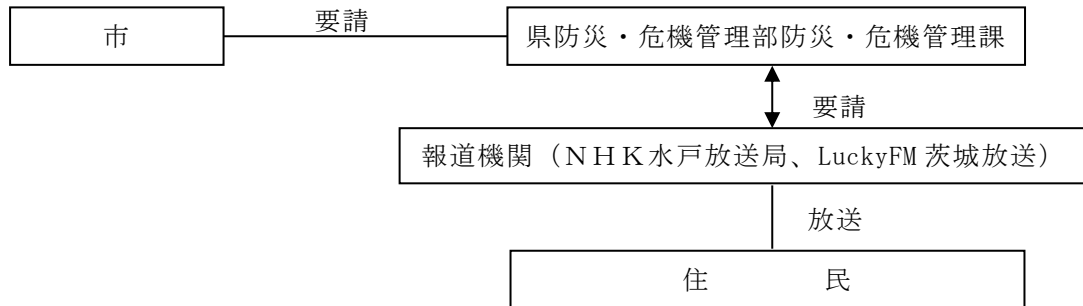 市
要請
県防災・危機管理部防災・危機管理課
要請
報道機関（ＮＨＫ水戸放送局、LuckyFM 茨城放送）
放送
住　　　　民